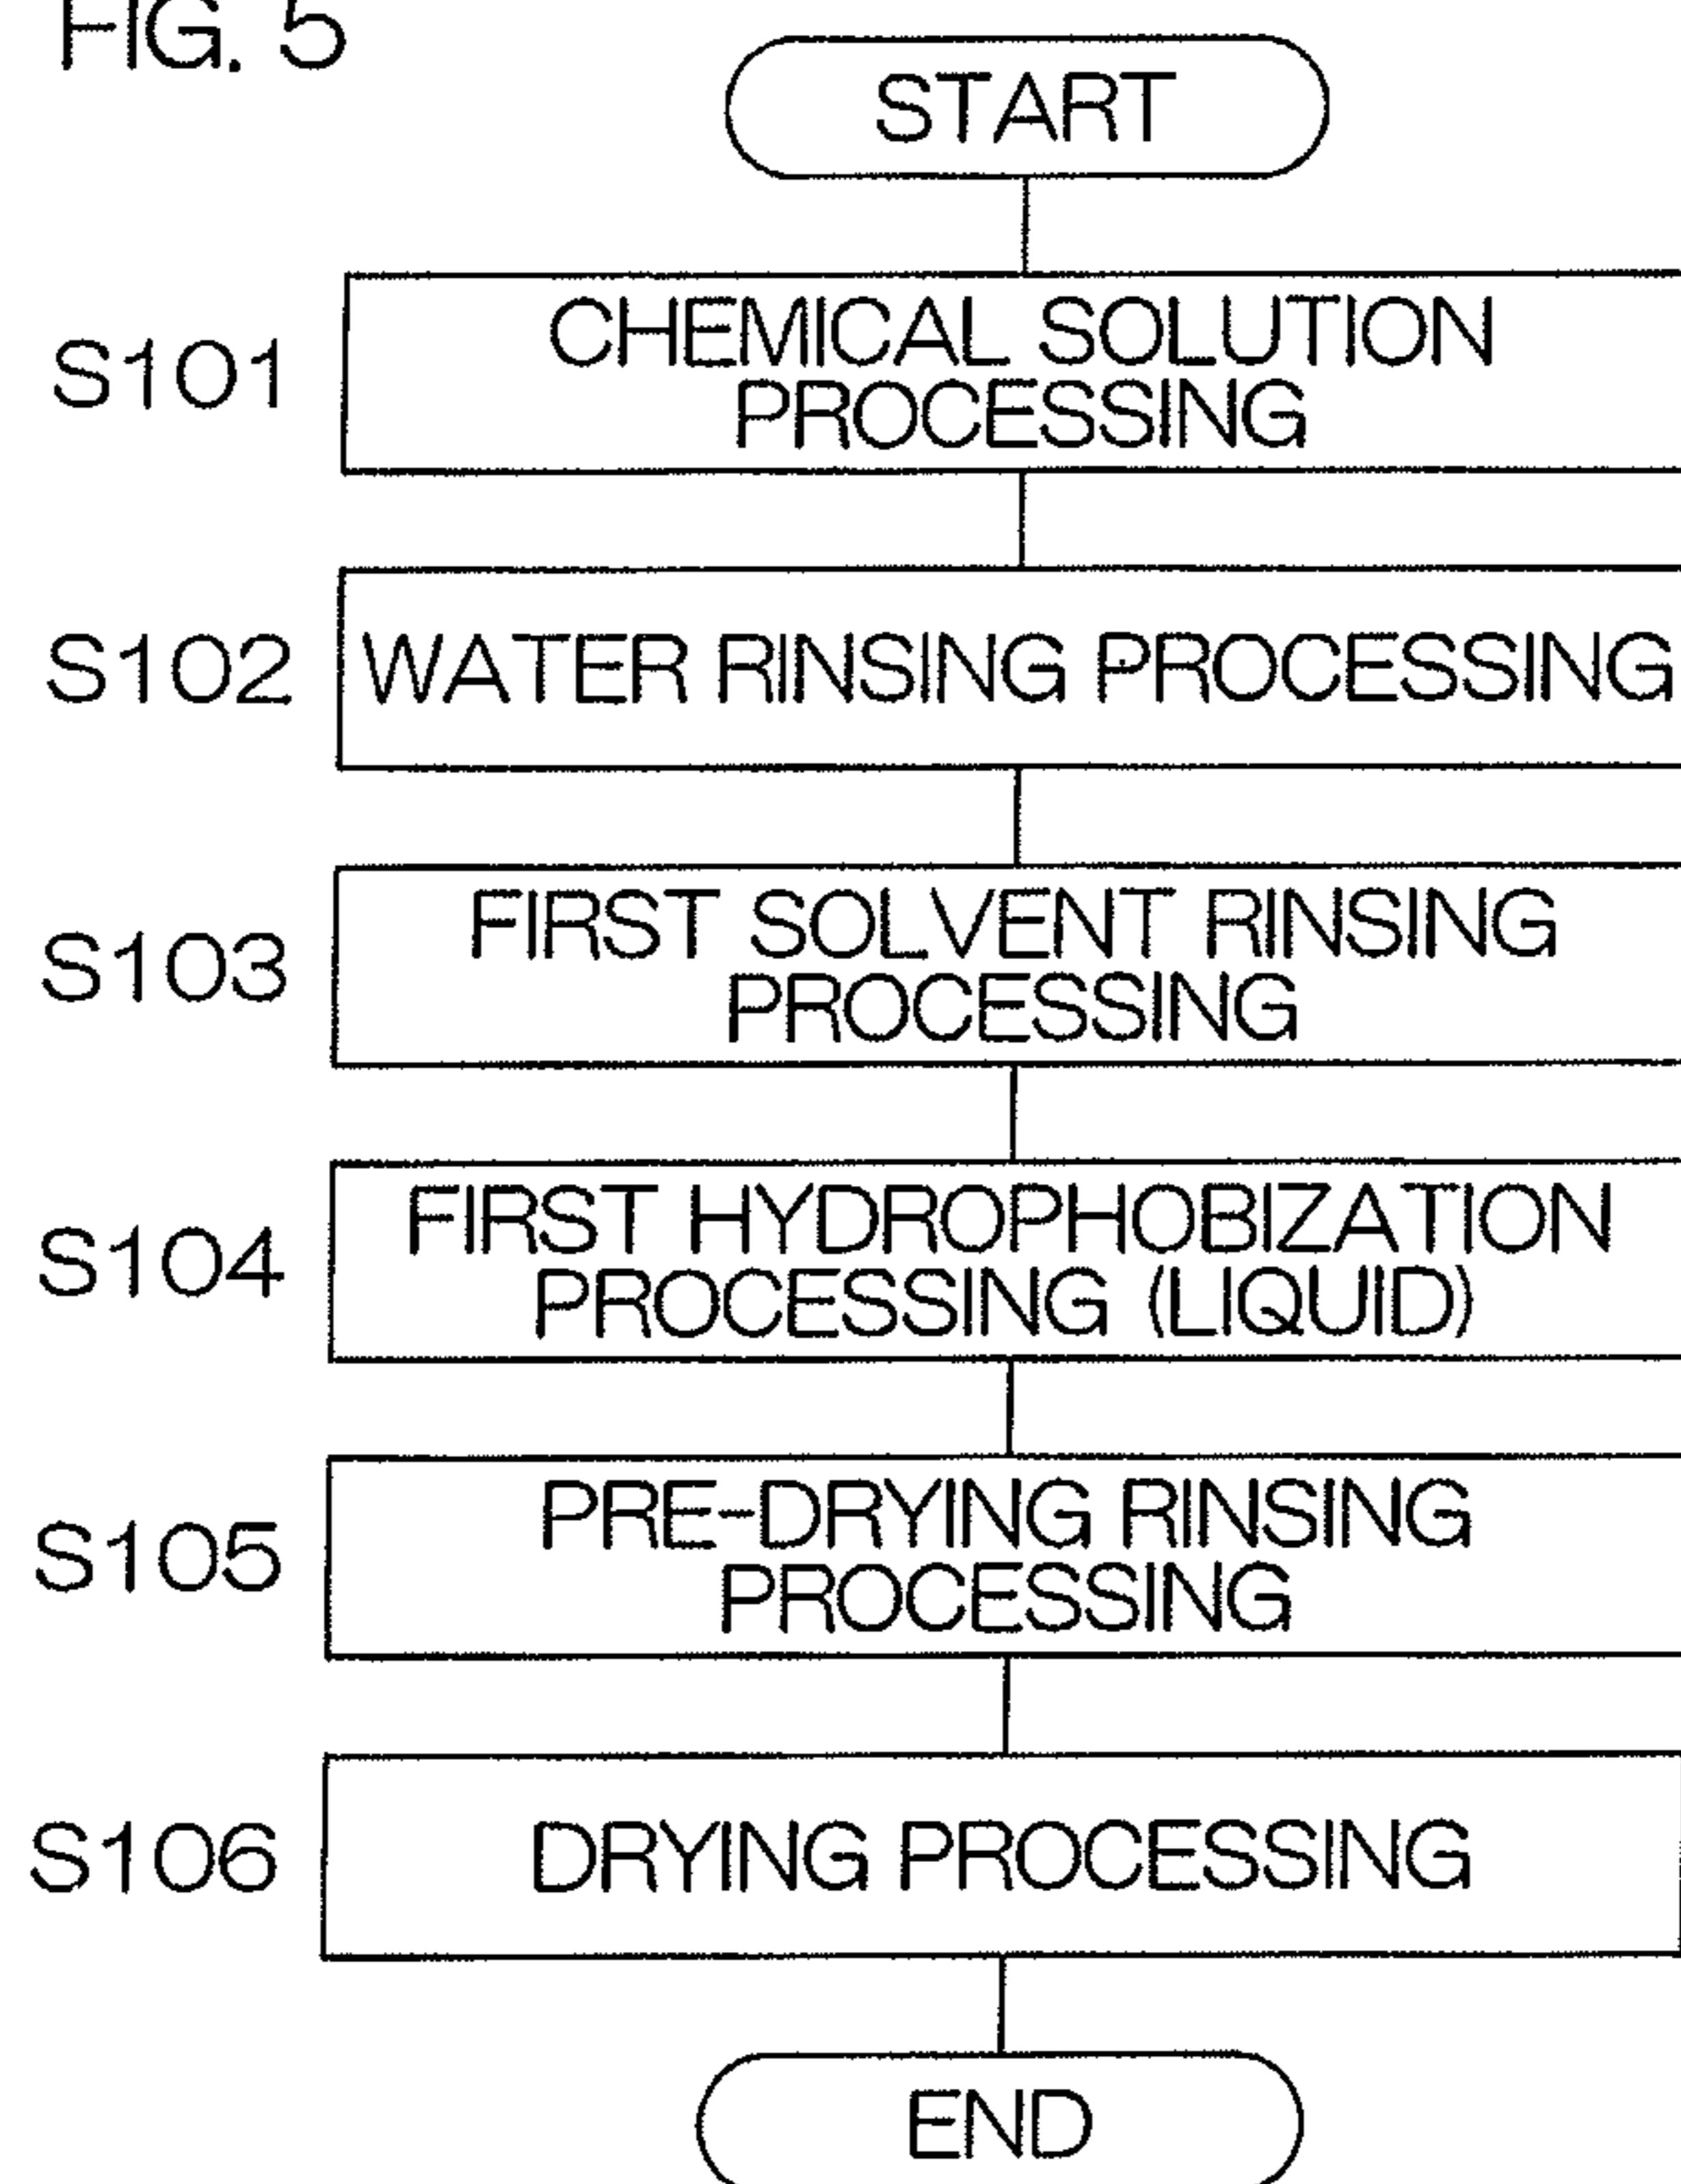 FIG. 5
START
S101
CHEMICAL SOLUTION
PROCESSING
S102
WATER RINSING PROCESSING
S103
FIRST SOLVENT RINSING
PROCESSING
S104
FIRST HYDROPHOBIZATION
PROCESSING (LIQUID)
S105
PRE-DRYING RINSING
PROCESSING
S106
DRYING PROCESSING
END